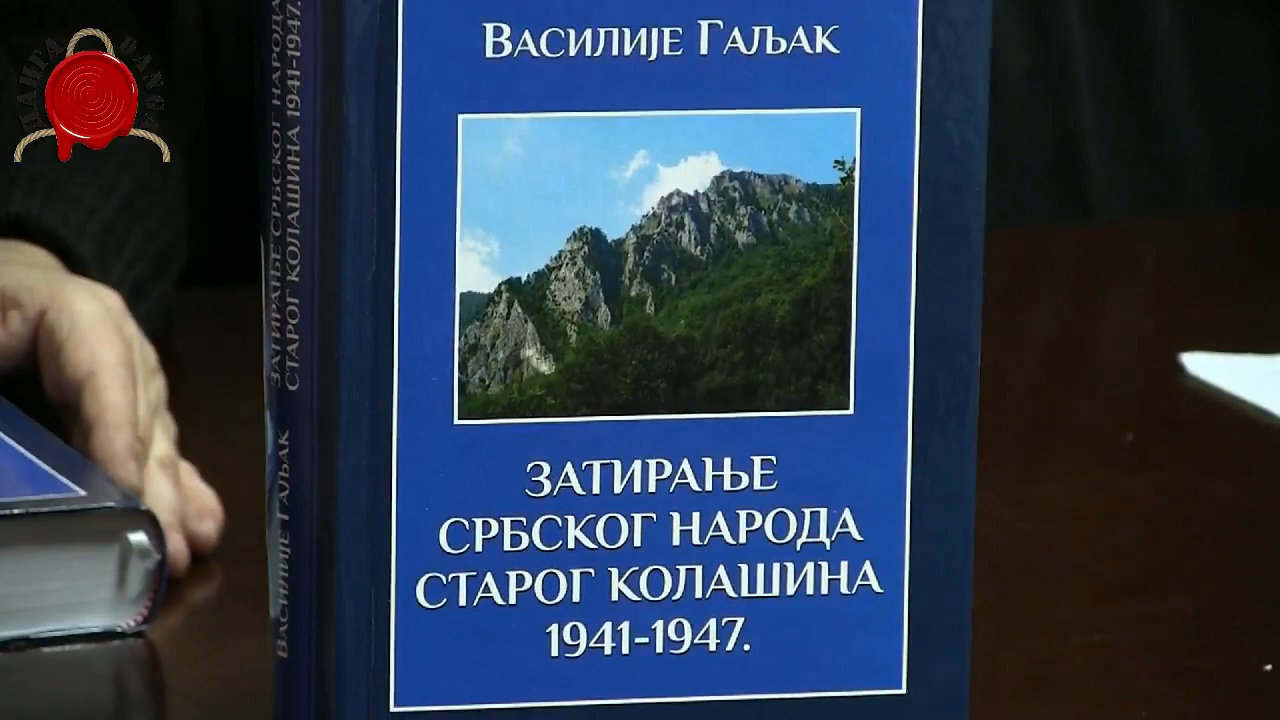 Василије Гаљак
ЗАТИРАЊЕ
СРБСКОГ НАРОДА
СТАРОГ КОЛАШИНА
1941-1947.
ЗАТИРАЊЕ СРБСКОГ НАРОДА
СТАРОГ КОЛАШИНА 1941-1947.
Василије Гаљак